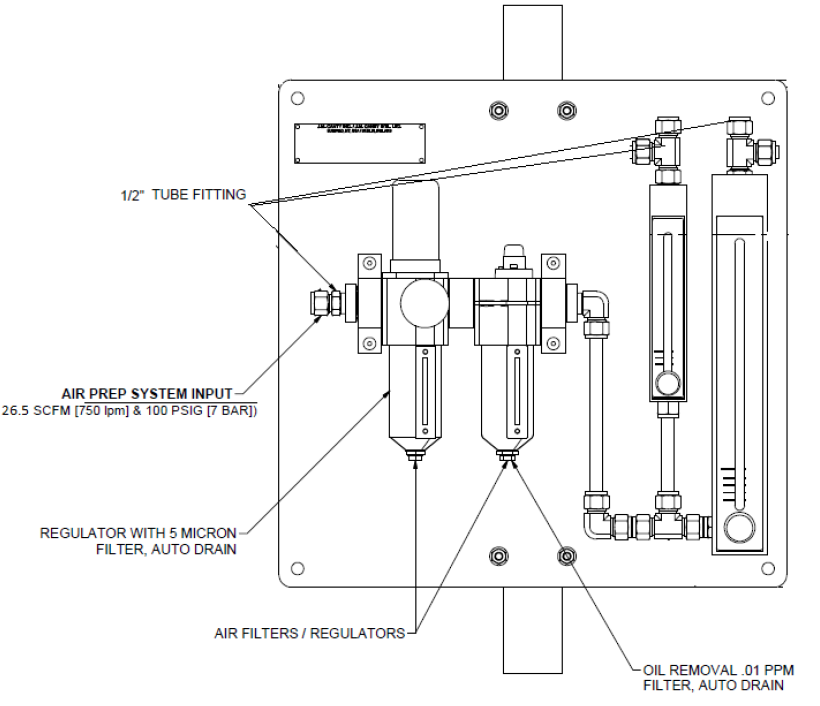 1/2" TUBE FITTING
AIR PREP SYSTEM INPUT
26.5 SCFM [750 lpm] & 100 PSIG [7 BAR])
REGULATOR WITH 5 MICRON
FILTER, AUTO DRAIN
AIR FILTERS / REGULATORS
OIL REMOVAL .01 PPM
FILTER, AUTO DRAIN